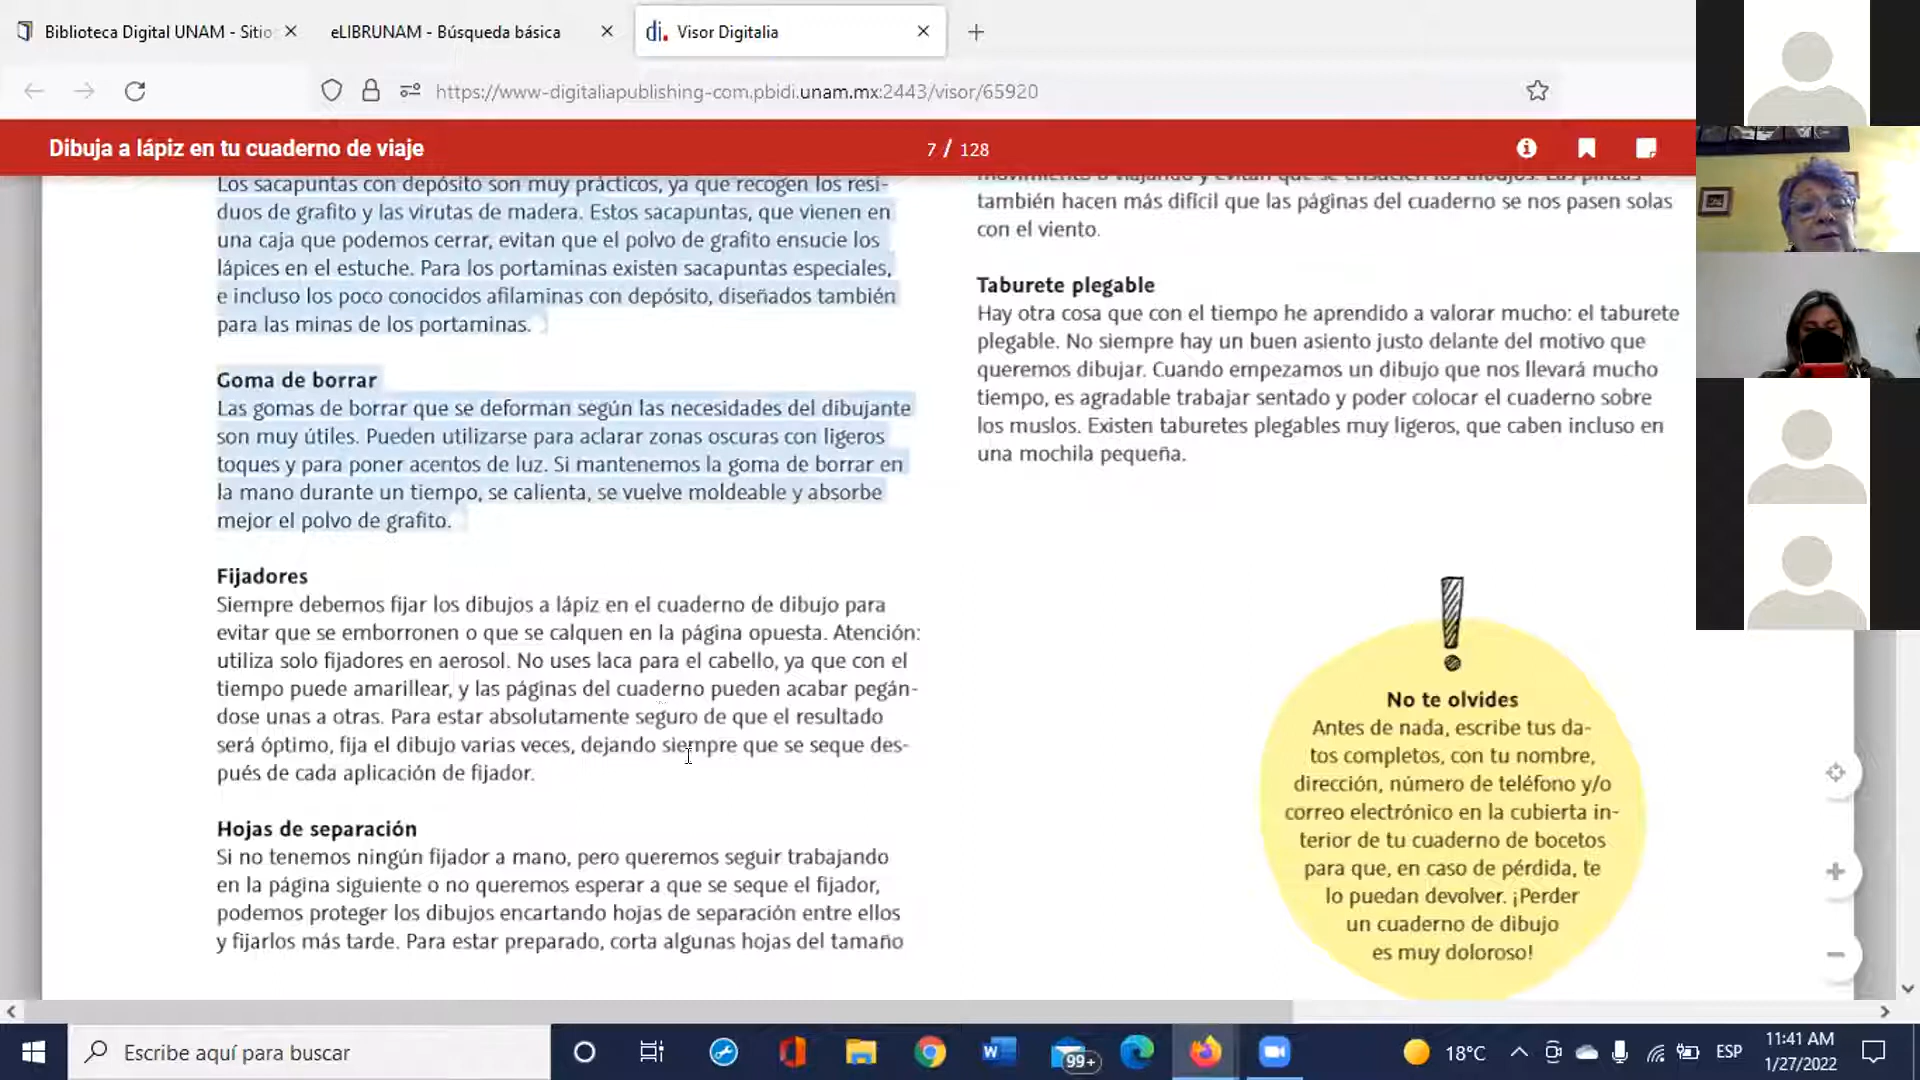 Biblioteca Digital UNAM - Sitio
eLIBRUNAM - Búsqueda básica
di. Visor Digitalia
https://www-digitaliapublishing-com.pbidi.unam.mx:2443/visor/65920
Dibuja a lápiz en tu cuaderno de viaje
7 / 128
Los sacapuntas con depósito son muy prácticos, ya que recogen los resi-
duos de grafito y las virutas de madera. Estos sacapuntas, que vienen en
una caja que podemos cerrar, evitan que el polvo de grafito ensucie los
lápices en el estuche. Para los portaminas existen sacapuntas especiales,
e incluso los poco conocidos afilaminas con depósito, diseñados también
para las minas de los portaminas.
Goma de borrar
Las gomas de borrar que se deforman según las necesidades del dibujante
son muy útiles. Pueden utilizarse para aclarar zonas oscuras con ligeros
toques y para poner acentos de luz. Si mantenemos la goma de borrar en
la mano durante un tiempo, se calienta, se vuelve moldeable y absorbe
mejor el polvo de grafito.
Fijadores
Siempre debemos fijar los dibujos a lápiz en el cuaderno de dibujo para
evitar que se emborronen o que se calquen en la página opuesta. Atención:
utiliza solo fijadores en aerosol. No uses laca para el cabello, ya que con el
tiempo puede amarillear, y las páginas del cuaderno pueden acabar pegán-
dose unas a otras. Para estar absolutamente seguro de que el resultado
será óptimo, fija el dibujo varias veces, dejando siempre que se seque des-
pués de cada aplicación de fijador.
Hojas de separación
Si no tenemos ningún fijador a mano, pero queremos seguir trabajando
en la página siguiente o no queremos esperar a que se seque el fijador,
podemos proteger los dibujos encartando hojas de separación entre ellos
y fijarlos más tarde. Para estar preparado, corta algunas hojas del tamaño
movimiento o viajando y evitan que se ensucien los dibujos. Las pinzas
también hacen más difícil que las páginas del cuaderno se nos pasen solas
con el viento.
Taburete plegable
Hay otra cosa que con el tiempo he aprendido a valorar mucho: el taburete
plegable. No siempre hay un buen asiento justo delante del motivo que
queremos dibujar. Cuando empezamos un dibujo que nos llevará mucho
tiempo, es agradable trabajar sentado y poder colocar el cuaderno sobre
los muslos. Existen taburetes plegables muy ligeros, que caben incluso en
una mochila pequeña.
No te olvides
Antes de nada, escribe tus da-
tos completos, con tu nombre,
dirección, número de teléfono y/o
correo electrónico en la cubierta in-
terior de tu cuaderno de bocetos
para que, en caso de pérdida, te
lo puedan devolver. ¡Perder
un cuaderno de dibujo
es muy doloroso!
Escribe aquí para buscar
99+
18°C
ESP
11:41 AM
1/27/2022